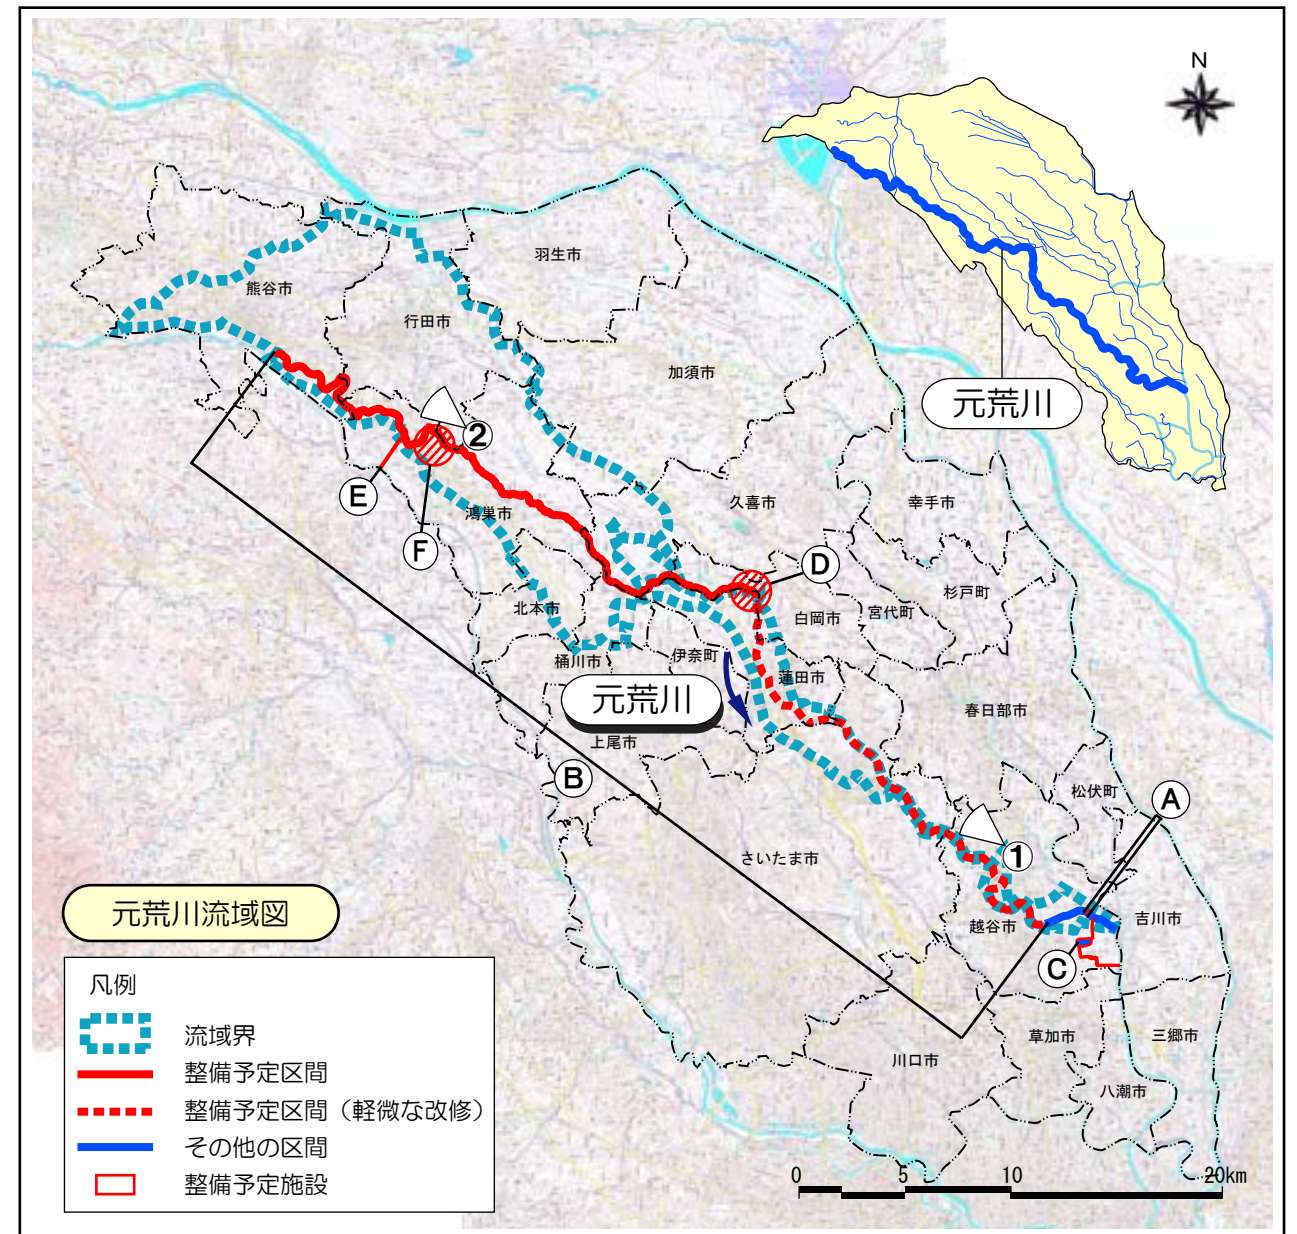 N
羽生市
熊谷市
行田市
加須市
元荒川
2
E
久喜市
幸手市
鴻巣市
F
D
杉戸町
北本市
白岡市
宮代町
桶川市
伊奈町
蓮田市
元荒川
春日部市
上尾市
B
松伏町
A
さいたま市
1
元荒川流域図
越谷市
吉川市
C
凡例
流域界
草加市
三郷市
川口市
整備予定区間
八潮市
整備予定区間（軽微な改修）
その他の区間
整備予定施設
0 5 10 20km